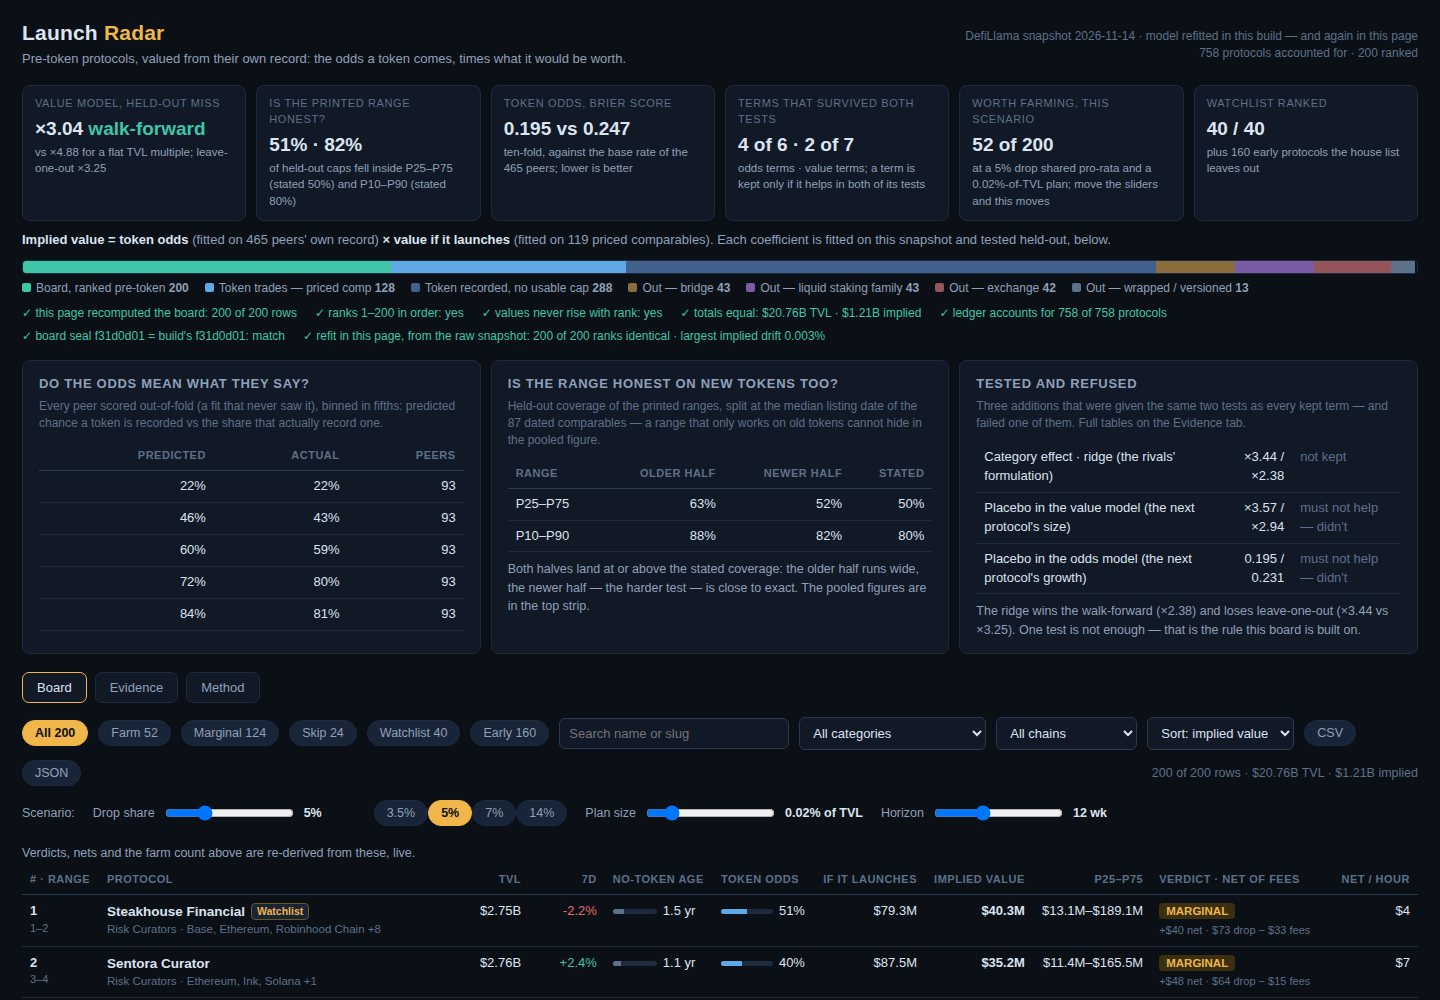 Launch Radar
Pre-token protocols, valued from their own record: the odds a token comes, times what it would be worth.
DefiLlama snapshot 2026-11-14 · model refitted in this build — and again in this page
758 protocols accounted for · 200 ranked
VALUE MODEL, HELD-OUT MISS
×3.04 walk-forward
vs ×4.88 for a flat TVL multiple; leave-
one-out ×3.25
IS THE PRINTED RANGE
HONEST?
51% · 82%
of held-out caps fell inside P25–P75
(stated 50%) and P10–P90 (stated
80%)
TOKEN ODDS, BRIER SCORE
0.195 vs 0.247
ten-fold, against the base rate of the
465 peers; lower is better
TERMS THAT SURVIVED BOTH
TESTS
4 of 6 · 2 of 7
odds terms · value terms; a term is
kept only if it helps in both of its tests
WORTH FARMING, THIS
SCENARIO
52 of 200
at a 5% drop shared pro-rata and a
0.02%-of-TVL plan; move the sliders
and this moves
WATCHLIST RANKED
40 / 40
plus 160 early protocols the house list
leaves out
Implied value = token odds (fitted on 465 peers' own record) × value if it launches (fitted on 119 priced comparables). Each coefficient is fitted on this snapshot and tested held-out, below.
Board, ranked pre-token 200 Token trades — priced comp 128 Token recorded, no usable cap 288 Out — bridge 43 Out — liquid staking family 43 Out — exchange 42 Out — wrapped / versioned 13
✓ this page recomputed the board: 200 of 200 rows ✓ ranks 1–200 in order: yes ✓ values never rise with rank: yes ✓ totals equal: $20.76B TVL · $1.21B implied ✓ ledger accounts for 758 of 758 protocols
✓ board seal f31d0d01 = build's f31d0d01: match ✓ refit in this page, from the raw snapshot: 200 of 200 ranks identical · largest implied drift 0.003%
DO THE ODDS MEAN WHAT THEY SAY?
Every peer scored out-of-fold (a fit that never saw it), binned in fifths: predicted
chance a token is recorded vs the share that actually record one.
PREDICTED ACTUAL PEERS
22% 22% 93
46% 43% 93
60% 59% 93
72% 80% 93
84% 81% 93
IS THE RANGE HONEST ON NEW TOKENS TOO?
Held-out coverage of the printed ranges, split at the median listing date of the
87 dated comparables — a range that only works on old tokens cannot hide in
the pooled figure.
RANGE OLDER HALF NEWER HALF STATED
P25–P75 63% 52% 50%
P10–P90 88% 82% 80%
Both halves land at or above the stated coverage: the older half runs wide,
the newer half — the harder test — is close to exact. The pooled figures are
in the top strip.
TESTED AND REFUSED
Three additions that were given the same two tests as every kept term — and
failed one of them. Full tables on the Evidence tab.
Category effect · ridge (the rivals' ×3.44 / not kept
formulation) ×2.38
Placebo in the value model (the next ×3.57 / must not help
protocol's size) ×2.94 — didn't
Placebo in the odds model (the next 0.195 / must not help
protocol's growth) 0.231 — didn't
The ridge wins the walk-forward (×2.38) and loses leave-one-out (×3.44 vs
×3.25). One test is not enough — that is the rule this board is built on.
Board Evidence Method
All 200 Farm 52 Marginal 124 Skip 24 Watchlist 40 Early 160 Search name or slug All categories All chains Sort: implied value CSV
JSON 200 of 200 rows · $20.76B TVL · $1.21B implied
Scenario: Drop share 5% 3.5% 5% 7% 14% Plan size 0.02% of TVL Horizon 12 wk
Verdicts, nets and the farm count above are re-derived from these, live.
# · RANGE PROTOCOL TVL 7D NO-TOKEN AGE TOKEN ODDS IF IT LAUNCHES IMPLIED VALUE P25–P75 VERDICT · NET OF FEES NET / HOUR
1 Steakhouse Financial Watchlist $2.75B -2.2% 1.5 yr 51% $79.3M $40.3M $13.1M–$189.1M MARGINAL $4
1–2 Risk Curators · Base, Ethereum, Robinhood Chain +8 +$40 net · $73 drop − $33 fees
2 Sentora Curator $2.76B +2.4% 1.1 yr 40% $87.5M $35.2M $11.4M–$165.5M MARGINAL $7
3–4 Risk Curators · Ethereum, Ink, Solana +1 +$48 net · $64 drop − $15 fees